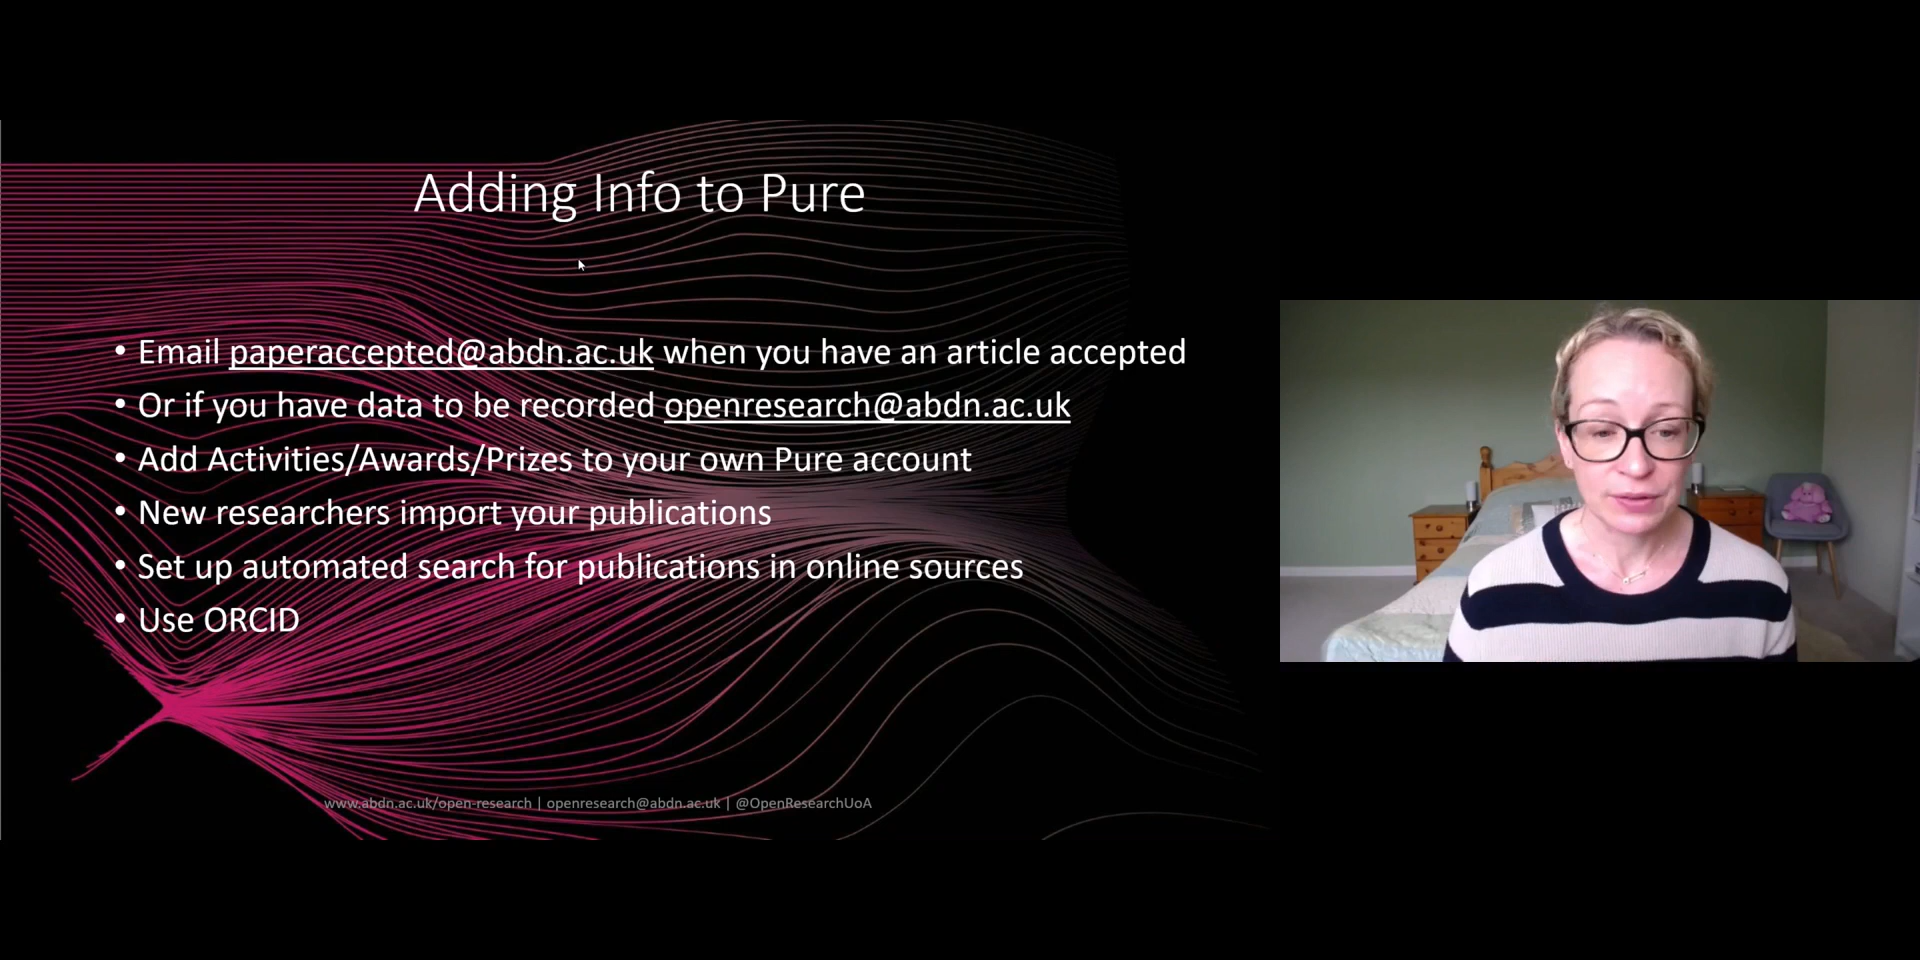 Adding Info to Pure
• Email paperaccepted@abdn.ac.uk when you have an article accepted
• Or if you have data to be recorded openresearch@abdn.ac.uk
• Add Activities/Awards/Prizes to your own Pure account
• New researchers import your publications
• Set up automated search for publications in online sources
• Use ORCID
www.abdn.ac.uk/open-research | openresearch@abdn.ac.uk | @OpenResearchUoA